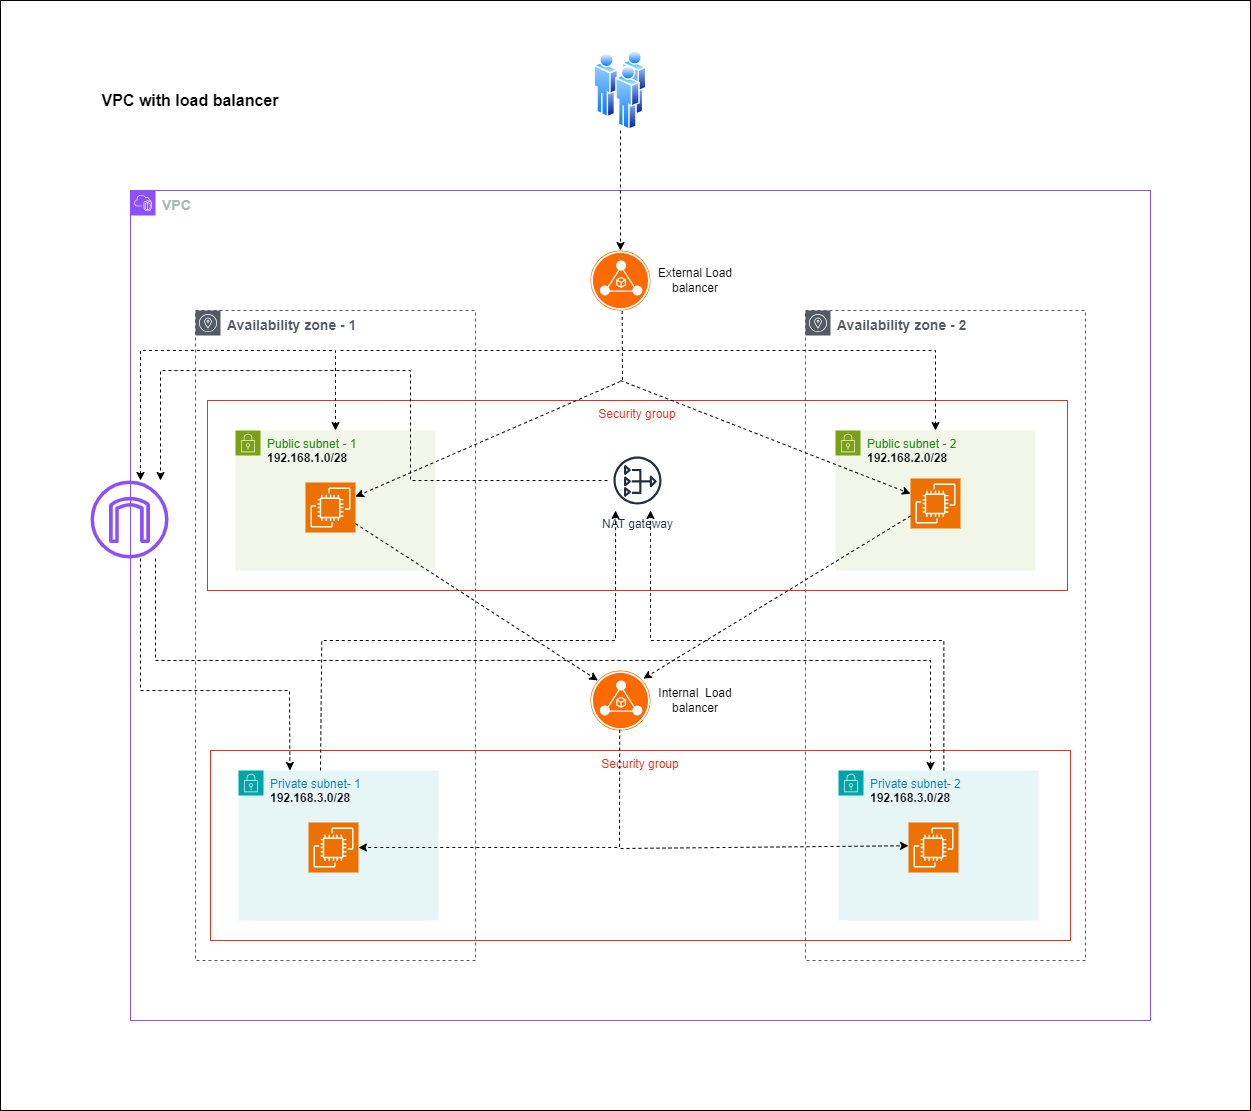 VPC with load balancer
VPC
External Load
balancer
Availability zone - 1
Availability zone - 2
Security group
Public subnet - 1
192.168.1.0/28
Public subnet - 2
192.168.2.0/28
NAT gateway
Internal Load
balancer
Security group
Private subnet- 1
192.168.3.0/28
Private subnet- 2
192.168.3.0/28